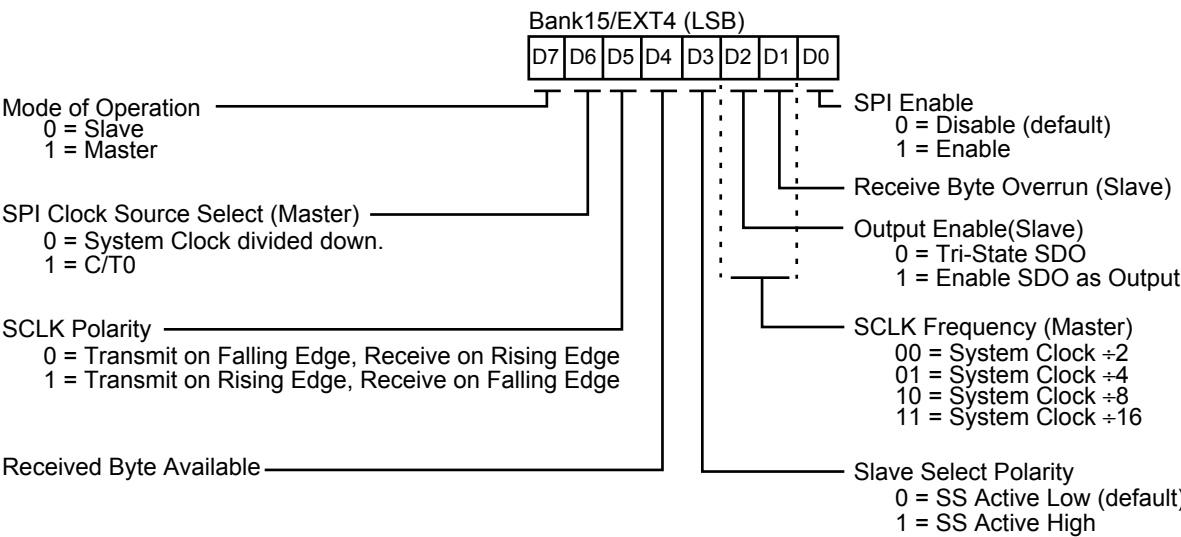 Bank15/EXT4 (LSB)
D7 D6 D5 D4 D3 D2 D1 D0
Mode of Operation
0 = Slave
1 = Master
SPI Clock Source Select (Master)
0 = System Clock divided down.
1 = C/T0
SCLK Polarity
0 = Transmit on Falling Edge, Receive on Rising Edge
1 = Transmit on Rising Edge, Receive on Falling Edge
Received Byte Available
SPI Enable
0 = Disable (default)
1 = Enable
Receive Byte Overrun (Slave)
Output Enable(Slave)
0 = Tri-State SDO
1 = Enable SDO as Output
SCLK Frequency (Master)
00 = System Clock ÷2
01 = System Clock ÷4
10 = System Clock ÷8
11 = System Clock ÷16
Slave Select Polarity
0 = SS Active Low (default)
1 = SS Active High